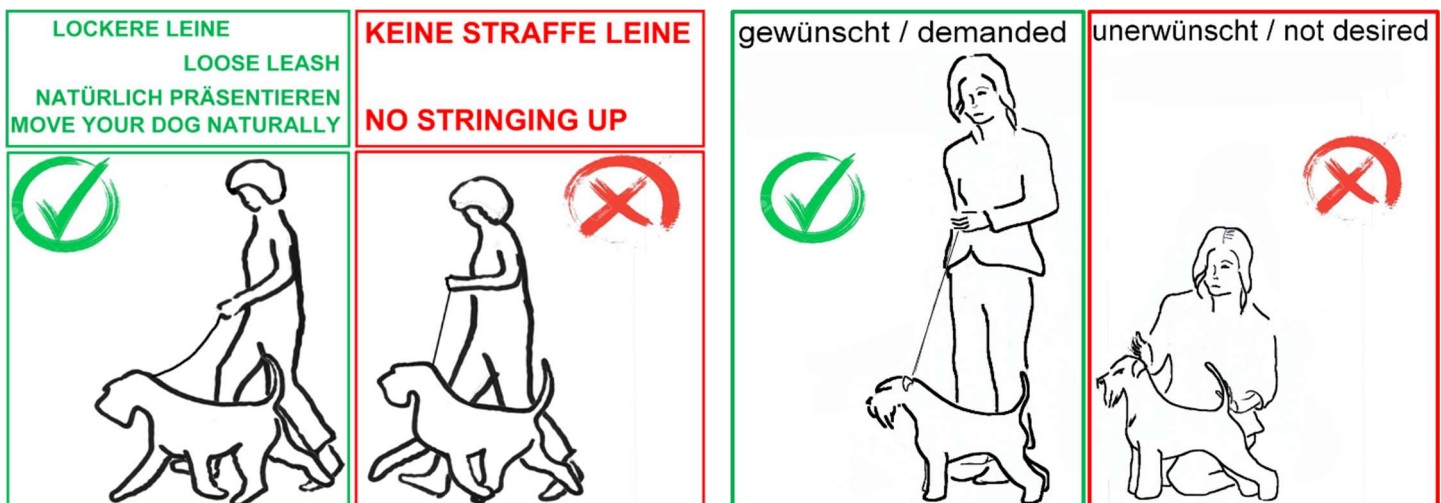 LOCKERE LEINE
LOOSE LEASH
NATÜRLICH PRÄSENTIEREN
MOVE YOUR DOG NATURALLY
KEINE STRAFFE LEINE
NO STRINGING UP
gewünscht / demanded
unerwünscht / not desired